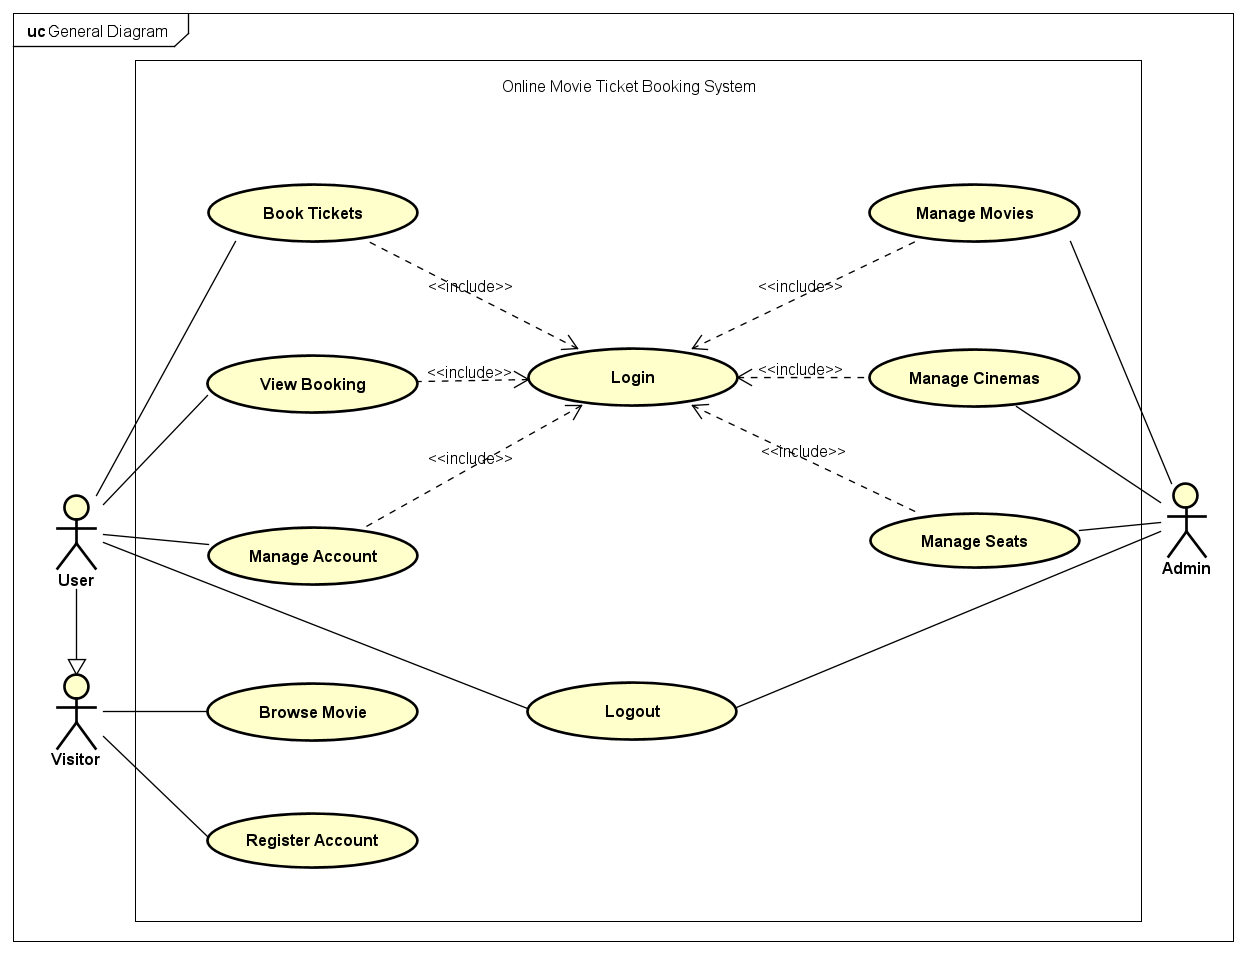 uc General Diagram
Online Movie Ticket Booking System
Book Tickets
Manage Movies
<<include>>
<<include>>
View Booking
<<include>>
Login
<<include>>
Manage Cinemas
<<include>>
<<include>>
Manage Account
Manage Seats
User
Admin
Browse Movie
Logout
Visitor
Register Account